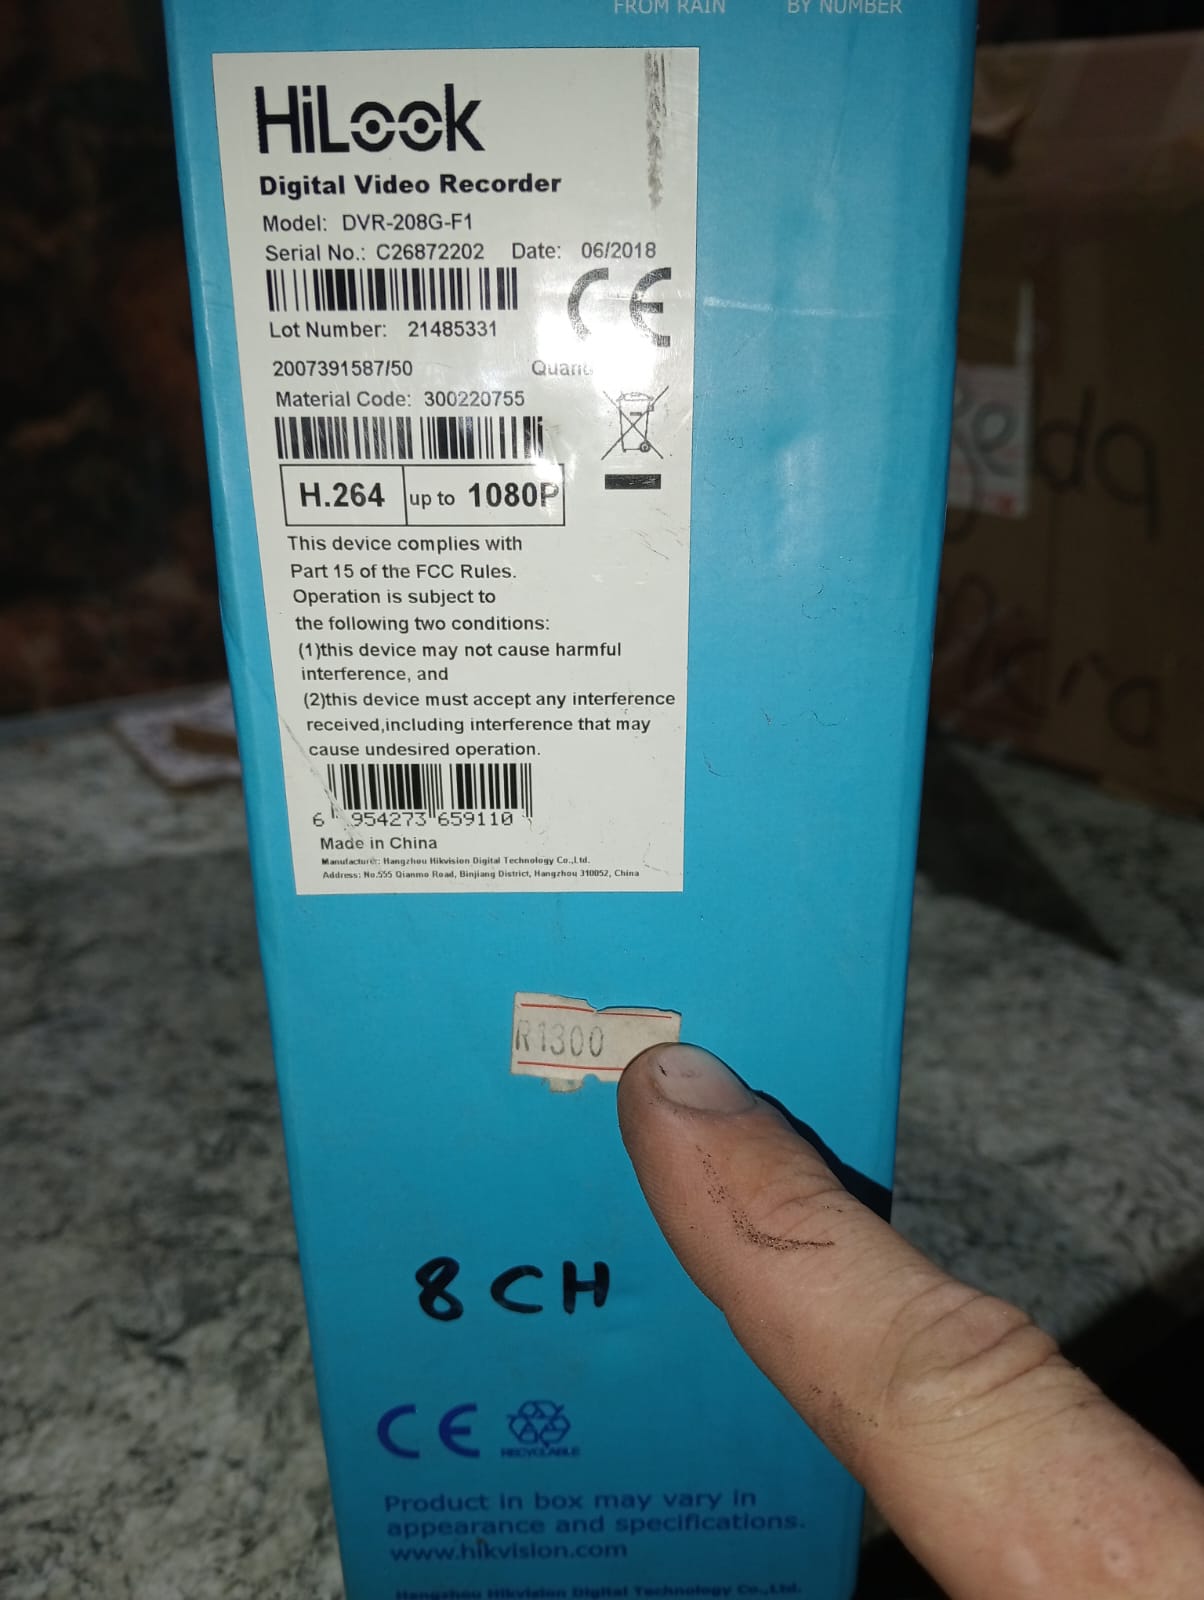 FROM RAIN BY NUMBER
HiLook
Digital Video Recorder
Model: DVR-208G-F1
Serial No.: C26872202 Date: 06/2018
CE
Lot Number: 21485331
2007391587/50
Material Code: 300220755
H.264 up to 1080P
This device complies with
Part 15 of the FCC Rules.
Operation is subject to
the following two conditions:
(1)this device may not cause harmful
interference, and
(2)this device must accept any interference
received,including interference that may
cause undesired operation.
6 954273 659110
Made in China
Manufacturer: Hangzhou Hikvision Digital Technology Co.,Ltd.
Address: No.555 Qianmo Road, Binjiang District, Hangzhou 310052, China
R1300
8 CH
CE
RECYCLABLE
Product in box may vary in
appearance and specifications.
www.hikvision.com
Hangzhou Hikvision Digital Technology Co.,Ltd.